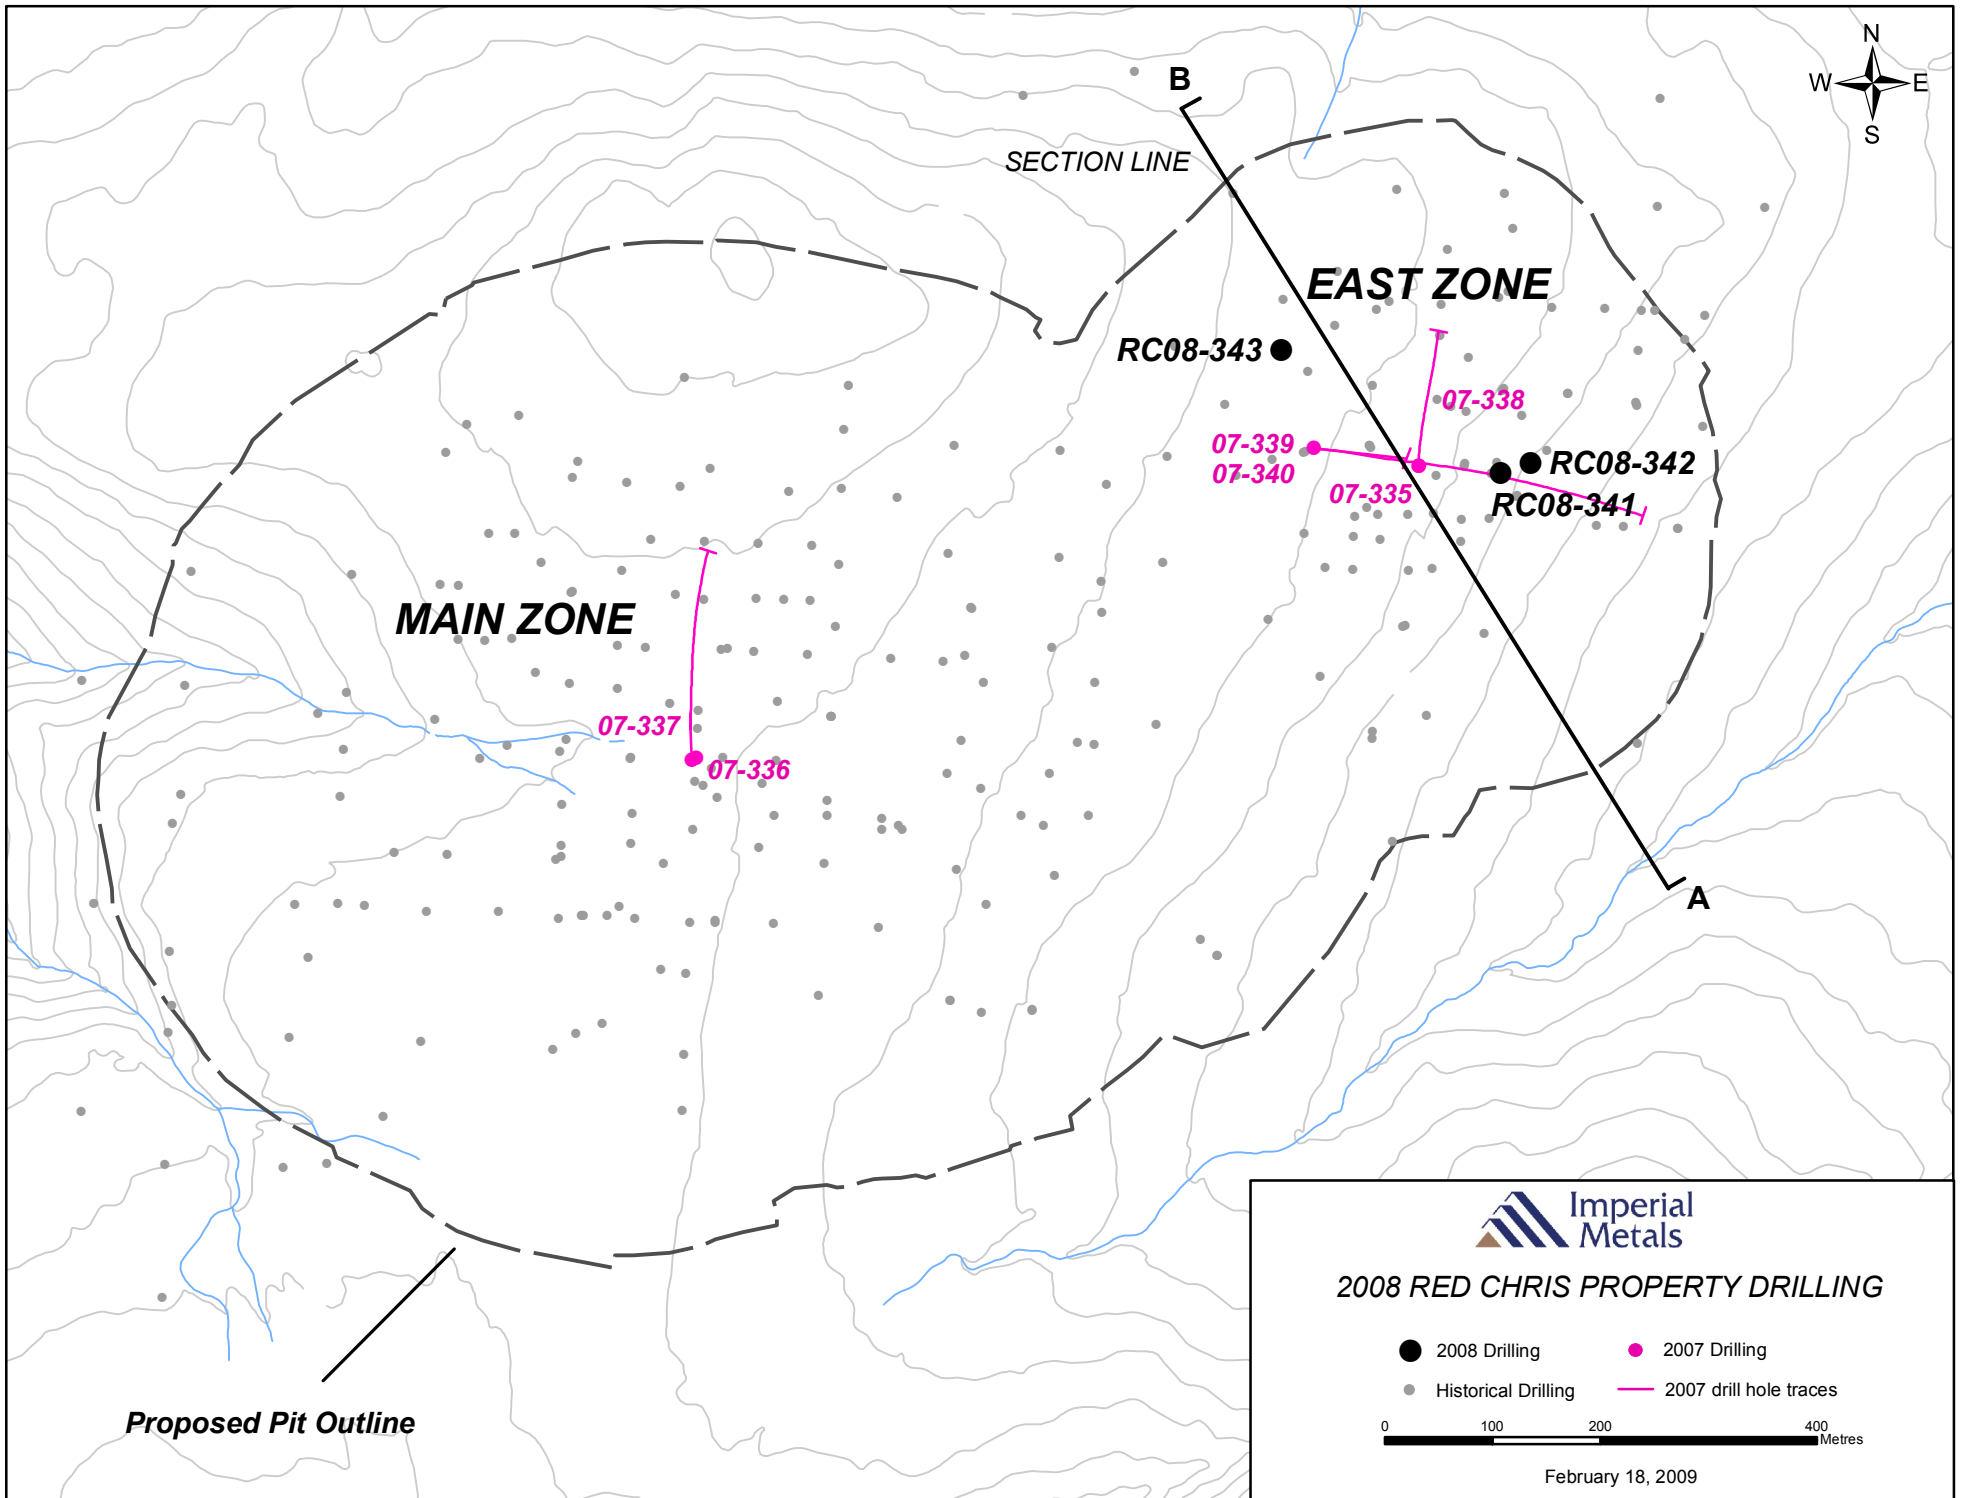 N
W E
S
B
SECTION LINE
EAST ZONE
RC08-343
07-338
07-339
07-340
07-335
RC08-342
RC08-341
MAIN ZONE
07-337
07-336
A
Proposed Pit Outline
Imperial
Metals
2008 RED CHRIS PROPERTY DRILLING
2008 Drilling
2007 Drilling
Historical Drilling
2007 drill hole traces
0 100 200 400
Metres
February 18, 2009